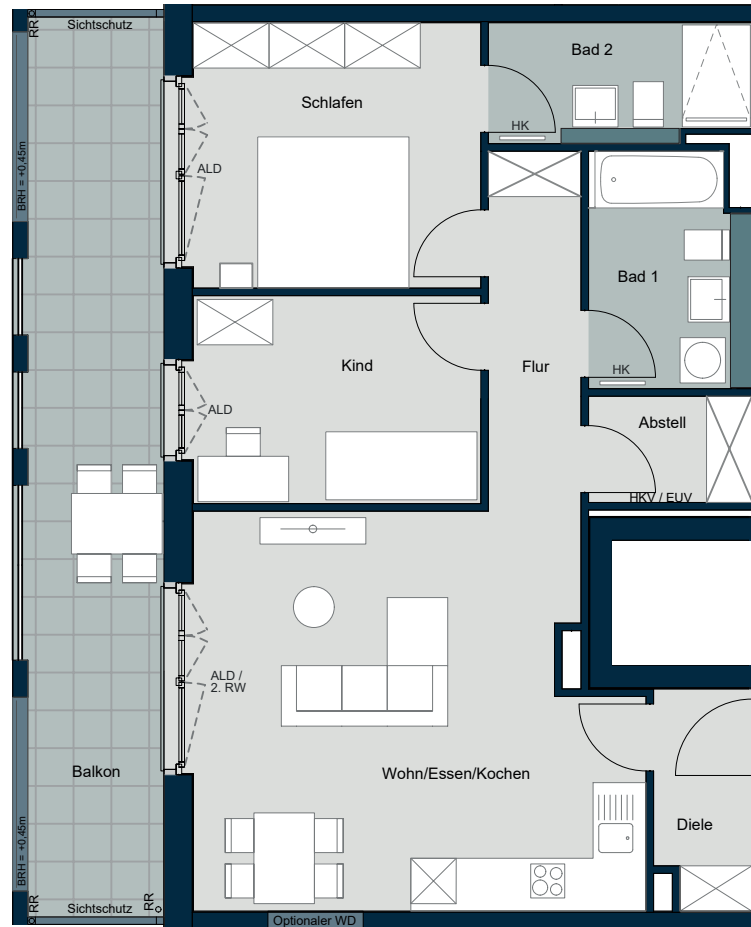 Sichtschutz
RR
Bad 2
Schlafen
HK
BRH = +0,45m
ALD
Bad 1
Kind
Flur
HK
ALD
Abstell
HKV / EUV
ALD /
2. RW
Balkon
Wohn/Essen/Kochen
Diele
BRH = +0,45m
RR
Sichtschutz
RR
Optionaler WD